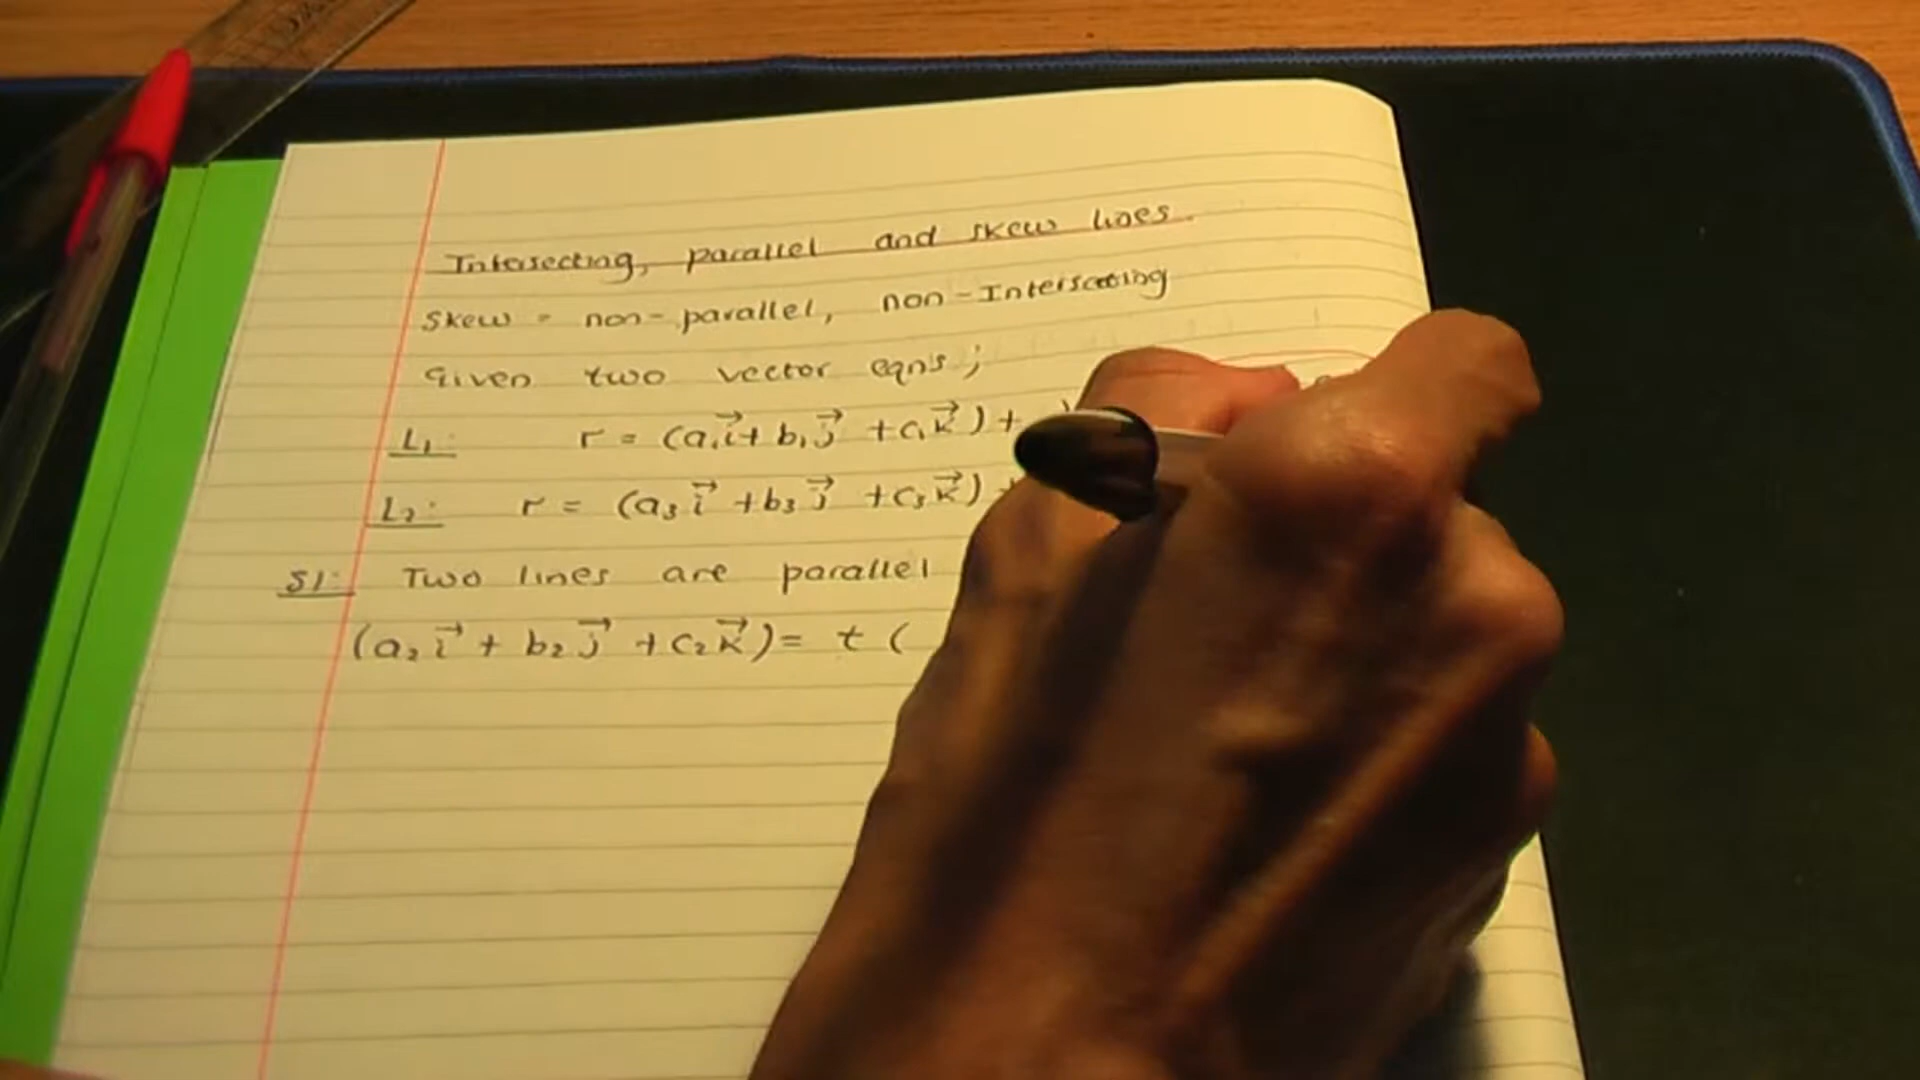 Intersecting, parallel and skew lines.
Skew = non-parallel, non-Intersecting
Given two vector eqn's;
L₁: r = (a₁i⃗ + b₁j⃗ + c₁k⃗) +
L₂: r = (a₃i⃗ + b₃j⃗ + c₃k⃗) +
S1: Two lines are parallel
(a₂i⃗ + b₂j⃗ + c₂k⃗) = t (